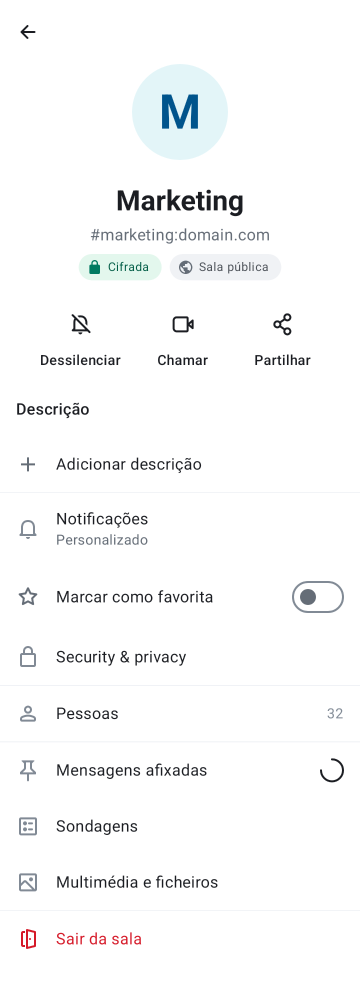 M
Marketing
#marketing:domain.com
Cifrada
Sala pública
Dessilenciar
Chamar
Partilhar
Descrição
Adicionar descrição
Notificações
Personalizado
Marcar como favorita
Security & privacy
Pessoas
32
Mensagens afixadas
Sondagens
Multimédia e ficheiros
Sair da sala